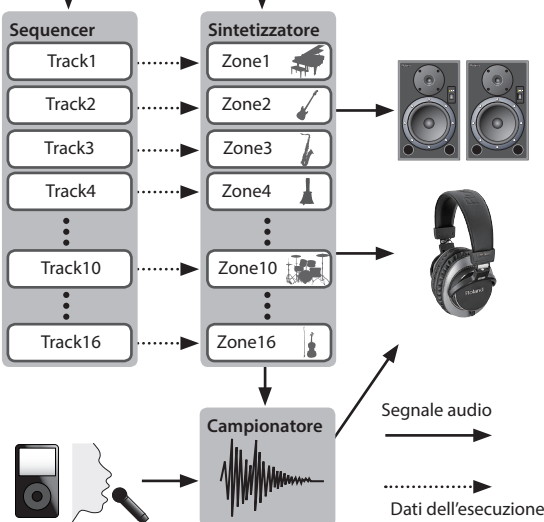 Sequencer
Sintetizzatore
Track1
Zone1
Track2
Zone2
Track3
Zone3
Track4
Zone4
Track10
Zone10
Roland
Track16
Zone16
Campionatore
Segnale audio
Dati dell’esecuzione